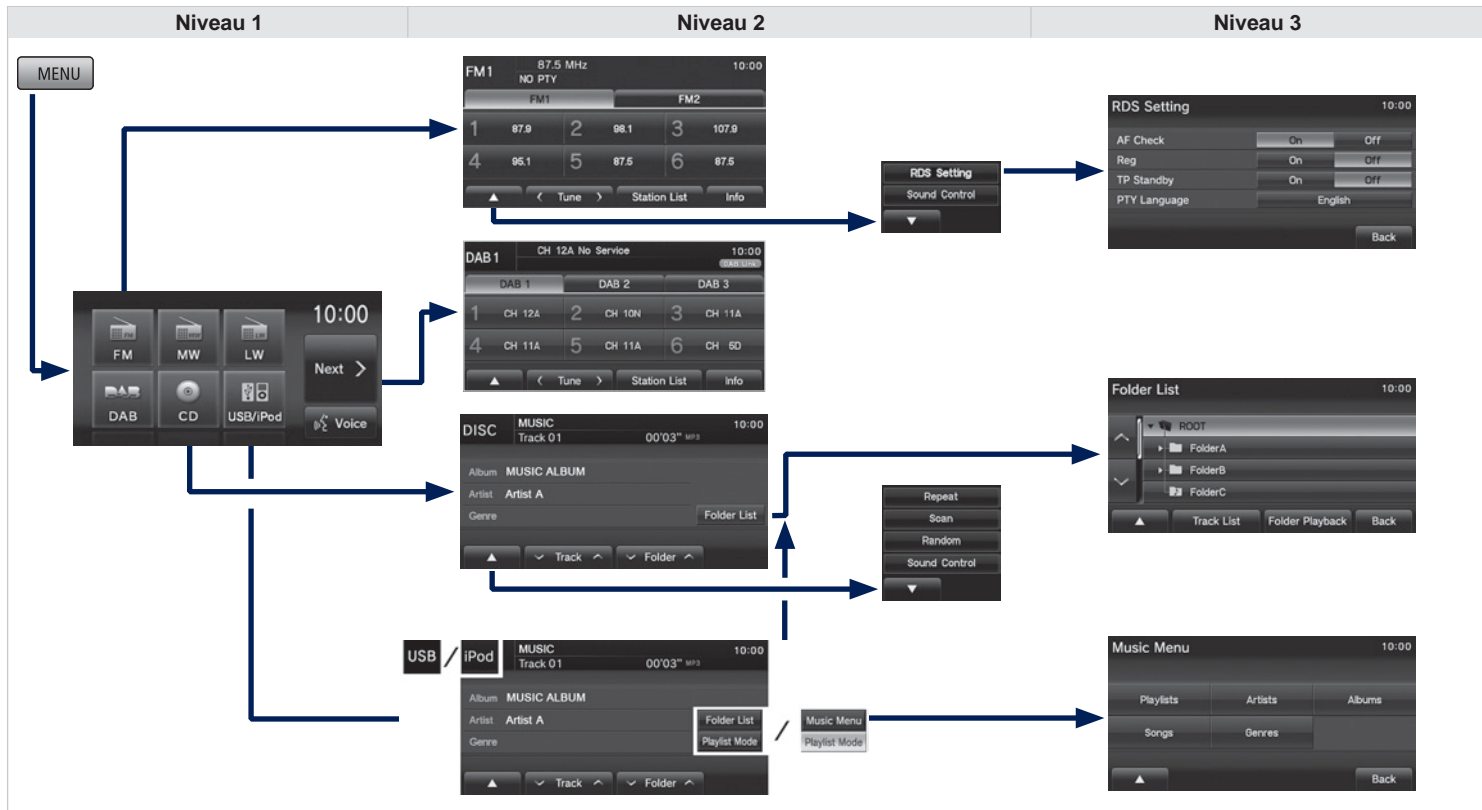 Niveau 1
Niveau 2
Niveau 3
MENU
FM
MW
LW
DAB
CD
USB/iPod
10:00
Next >
Voice
FM1
87.5 MHz
NO PTY
10:00
FM1
FM2
1 87.9
2 98.1
3 107.9
4 95.1
5 87.5
6 87.5
▲
< Tune >
Station List
Info
RDS Setting
Sound Control
▼
RDS Setting
10:00
AF Check On Off
Reg On Off
TP Standby On Off
PTY Language English
Back
DAB1
CH 12A No Service
10:00
DAB Link
DAB 1
DAB 2
DAB 3
1 CH 12A
2 CH 10N
3 CH 11A
4 CH 11A
5 CH 11A
6 CH 5D
▲
< Tune >
Station List
Info
DISC
MUSIC
Track 01
00'03" MP3
10:00
Album MUSIC ALBUM
Artist Artist A
Genre
Folder List
▲
Track
Folder
Repeat
Scan
Random
Sound Control
▼
Folder List
10:00
ROOT
FolderA
FolderB
FolderC
▲
Track List
Folder Playback
Back
USB / iPod
MUSIC
Track 01
00'03" MP3
10:00
Album MUSIC ALBUM
Artist Artist A
Genre
Folder List
Playlist Mode
/
Music Menu
Playlist Mode
▲
Track
Folder
Music Menu
10:00
Playlists
Artists
Albums
Songs
Genres
▲
Back